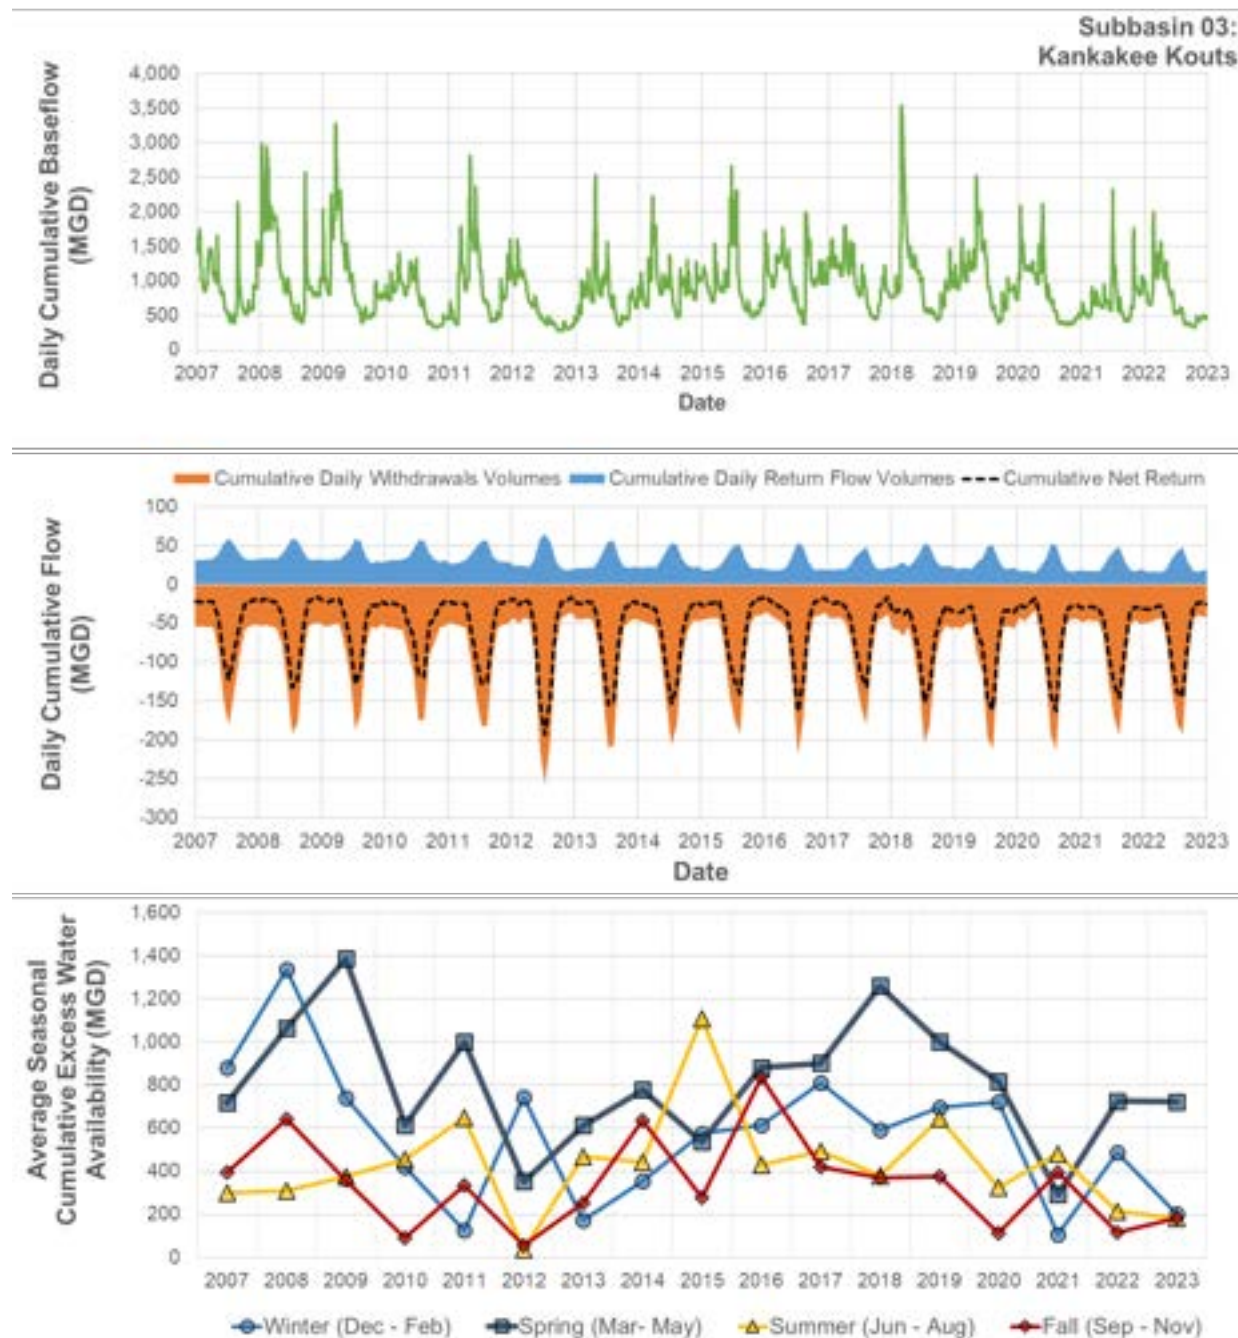 Subbasin 03:
Kankakee Kouts
Daily Cumulative Baseflow
(MGD)
4,000
3,500
3,000
2,500
2,000
1,500
1,000
500
0
2007 2008 2009 2010 2011 2012 2013 2014 2015 2016 2017 2018 2019 2020 2021 2022 2023
Date
Cumulative Daily Withdrawals Volumes Cumulative Daily Return Flow Volumes Cumulative Net Return
Daily Cumulative Flow
(MGD)
100
50
0
-50
-100
-150
-200
-250
-300
2007 2008 2009 2010 2011 2012 2013 2014 2015 2016 2017 2018 2019 2020 2021 2022 2023
Date
Average Seasonal
Cumulative Excess Water
Availability (MGD)
1,600
1,400
1,200
1,000
800
600
400
200
0
2007 2008 2009 2010 2011 2012 2013 2014 2015 2016 2017 2018 2019 2020 2021 2022 2023
Winter (Dec - Feb) Spring (Mar- May) Summer (Jun - Aug) Fall (Sep - Nov)